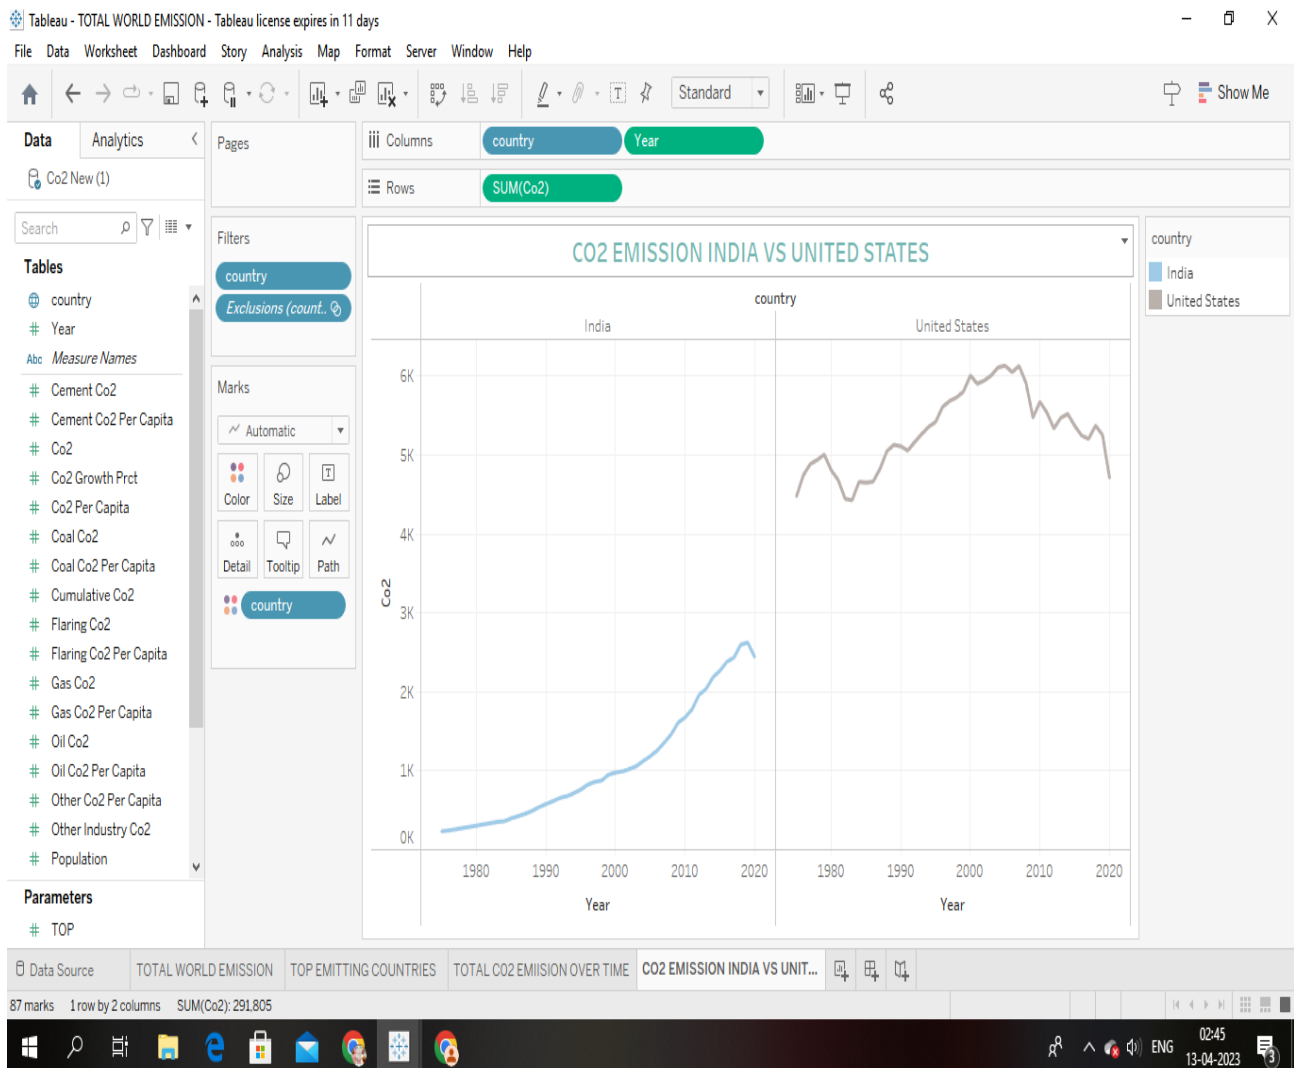 Tableau - TOTAL WORLD EMISSION - Tableau license expires in 11 days
File Data Worksheet Dashboard Story Analysis Map Format Server Window Help
Standard
Show Me
Data Analytics
Co2 New (1)
Search
Tables
country
Year
Abc Measure Names
Cement Co2
Cement Co2 Per Capita
Co2
Co2 Growth Prct
Co2 Per Capita
Coal Co2
Coal Co2 Per Capita
Cumulative Co2
Flaring Co2
Flaring Co2 Per Capita
Gas Co2
Gas Co2 Per Capita
Oil Co2
Oil Co2 Per Capita
Other Co2 Per Capita
Other Industry Co2
Population
Parameters
TOP
Pages
Filters
country
Exclusions (count..
Marks
Automatic
Color Size Label
Detail Tooltip Path
country
Columns country Year
Rows SUM(Co2)
CO2 EMISSION INDIA VS UNITED STATES
country
India United States
6K
5K
4K
3K
2K
1K
0K
Co2
1980 1990 2000 2010 2020 1980 1990 2000 2010 2020
Year Year
country
India
United States
Data Source TOTAL WORLD EMISSION TOP EMITTING COUNTRIES TOTAL CO2 EMIISION OVER TIME CO2 EMISSION INDIA VS UNIT...
87 marks 1 row by 2 columns SUM(Co2): 291,805
ENG
02:45
13-04-2023
3